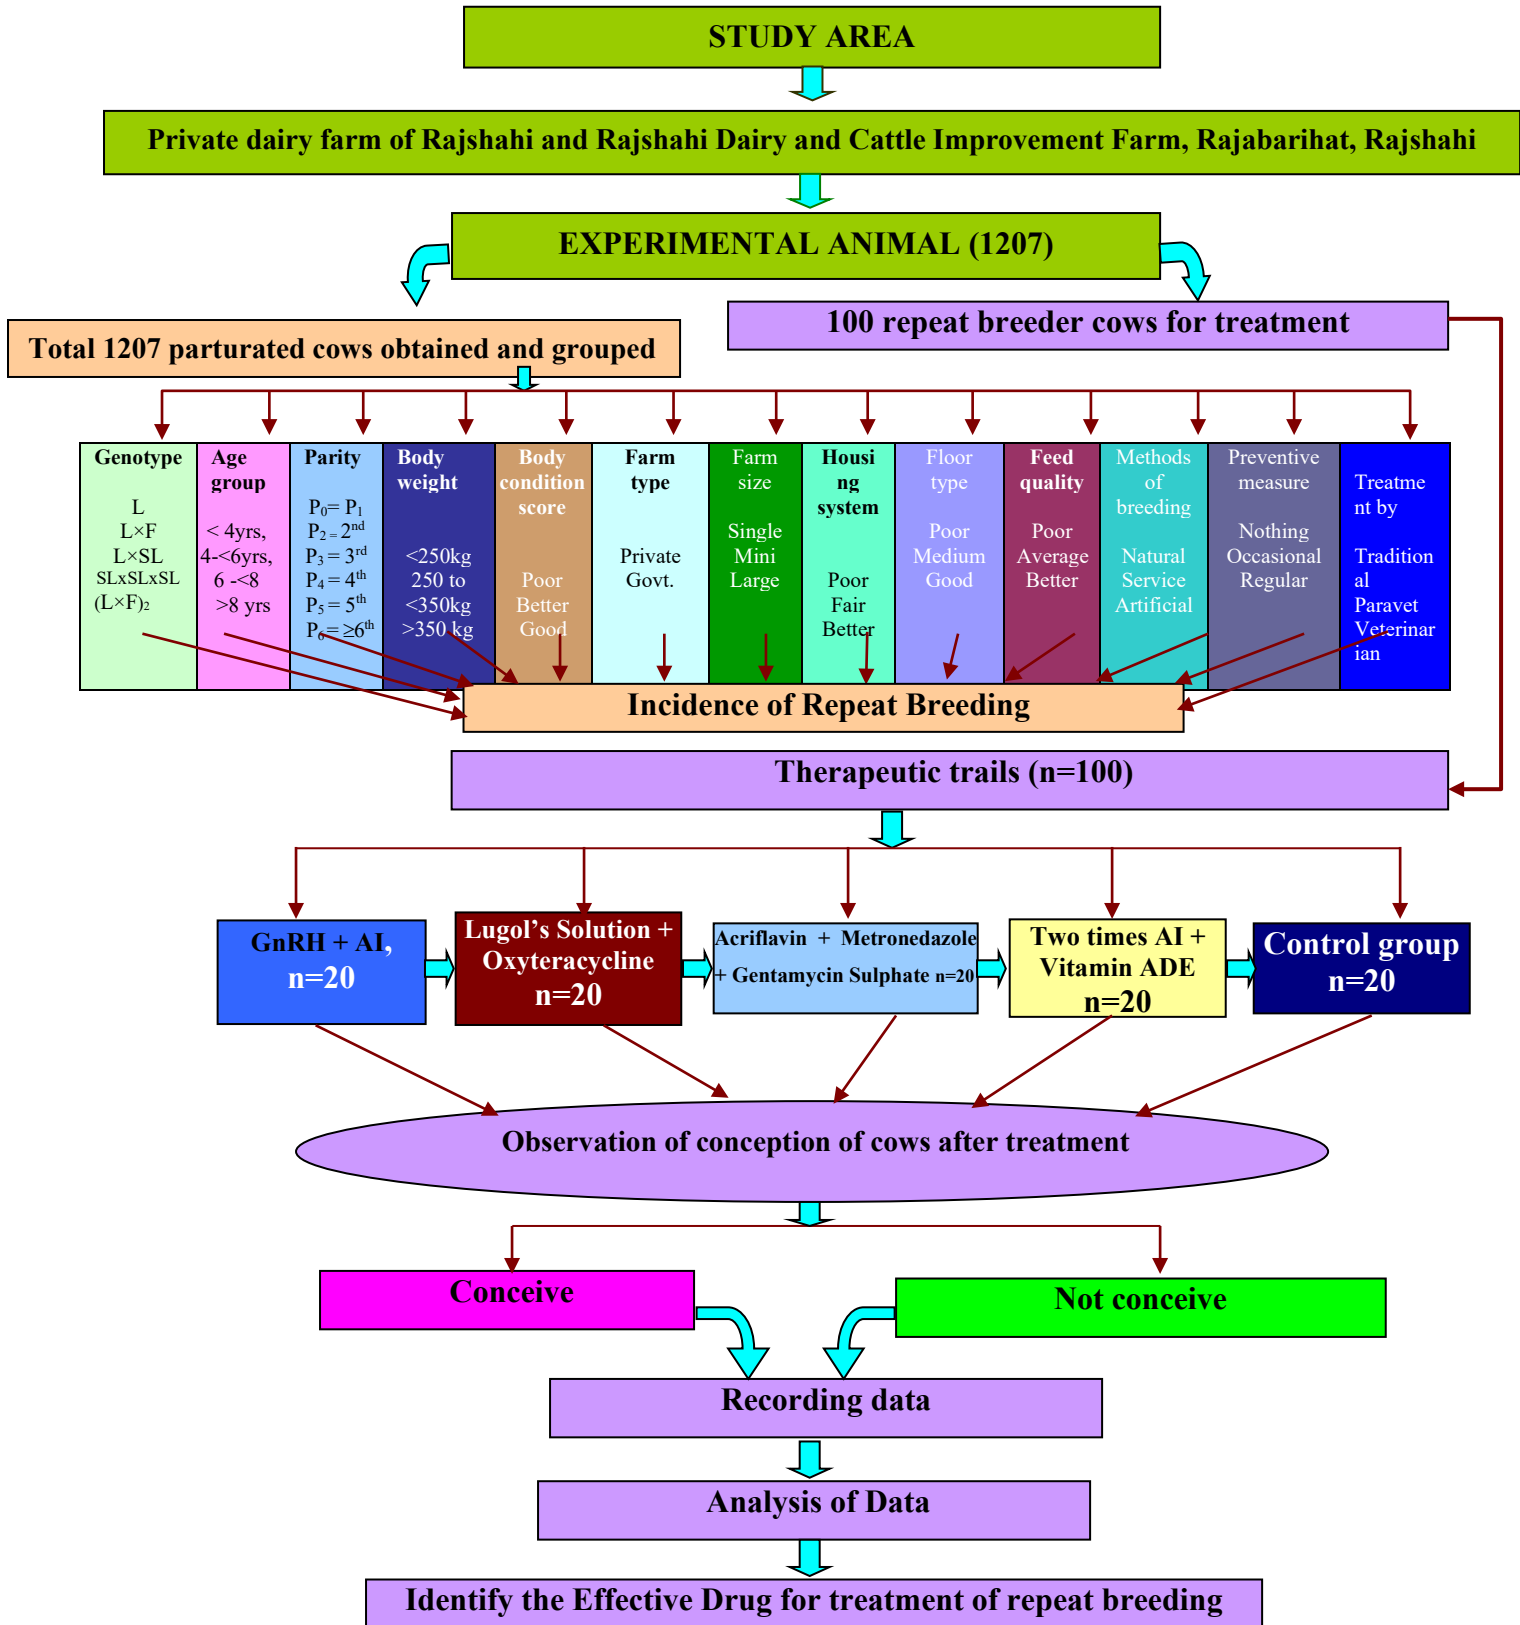 STUDY AREA
Private dairy farm of Rajshahi and Rajshahi Dairy and Cattle Improvement Farm, Rajabarihat, Rajshahi
EXPERIMENTAL ANIMAL (1207)
100 repeat breeder cows for treatment
Total 1207 parturated cows obtained and grouped
Genotype
L
L×F
L×SL
SLxSLxSL
(L×F)₂
Age
group
< 4yrs,
4-<6yrs,
6 -<8
>8 yrs
Parity
P₀= P₁
P₂ = 2ⁿᵈ
P₃ = 3ʳᵈ
P₄ = 4ᵗʰ
P₅ = 5ᵗʰ
P₆ = ≥6ᵗʰ
Body
weight
<250kg
250 to
<350kg
>350 kg
Body
condition
score
Poor
Better
Good
Farm
type
Private
Govt.
Farm
size
Single
Mini
Large
Housi
ng
system
Poor
Fair
Better
Floor
type
Poor
Medium
Good
Feed
quality
Poor
Average
Better
Methods
of
breeding
Natural
Service
Artificial
Preventive
measure
Nothing
Occasional
Regular
Treatme
nt by
Tradition
al
Paravet
Veterinar
ian
Incidence of Repeat Breeding
Therapeutic trails (n=100)
GnRH + AI,
n=20
Lugol’s Solution +
Oxyteracycline
n=20
Acriflavin + Metronedazole
+ Gentamycin Sulphate n=20
Two times AI +
Vitamin ADE
n=20
Control group
n=20
Observation of conception of cows after treatment
Conceive
Not conceive
Recording data
Analysis of Data
Identify the Effective Drug for treatment of repeat breeding